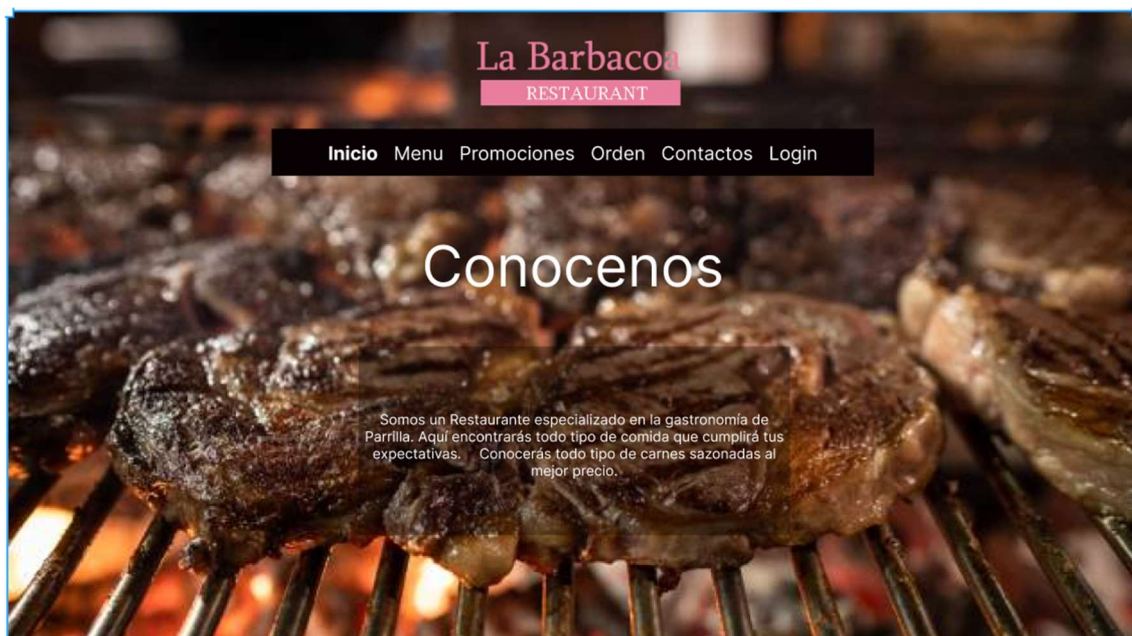 La Barbacoa
RESTAURANT
Inicio Menu Promociones Orden Contactos Login
Conocenos
Somos un Restaurante especializado en la gastronomía de
Parrilla. Aquí encontrarás todo tipo de comida que cumplirá tus
expectativas. Conocerás todo tipo de carnes sazonadas al
mejor precio.